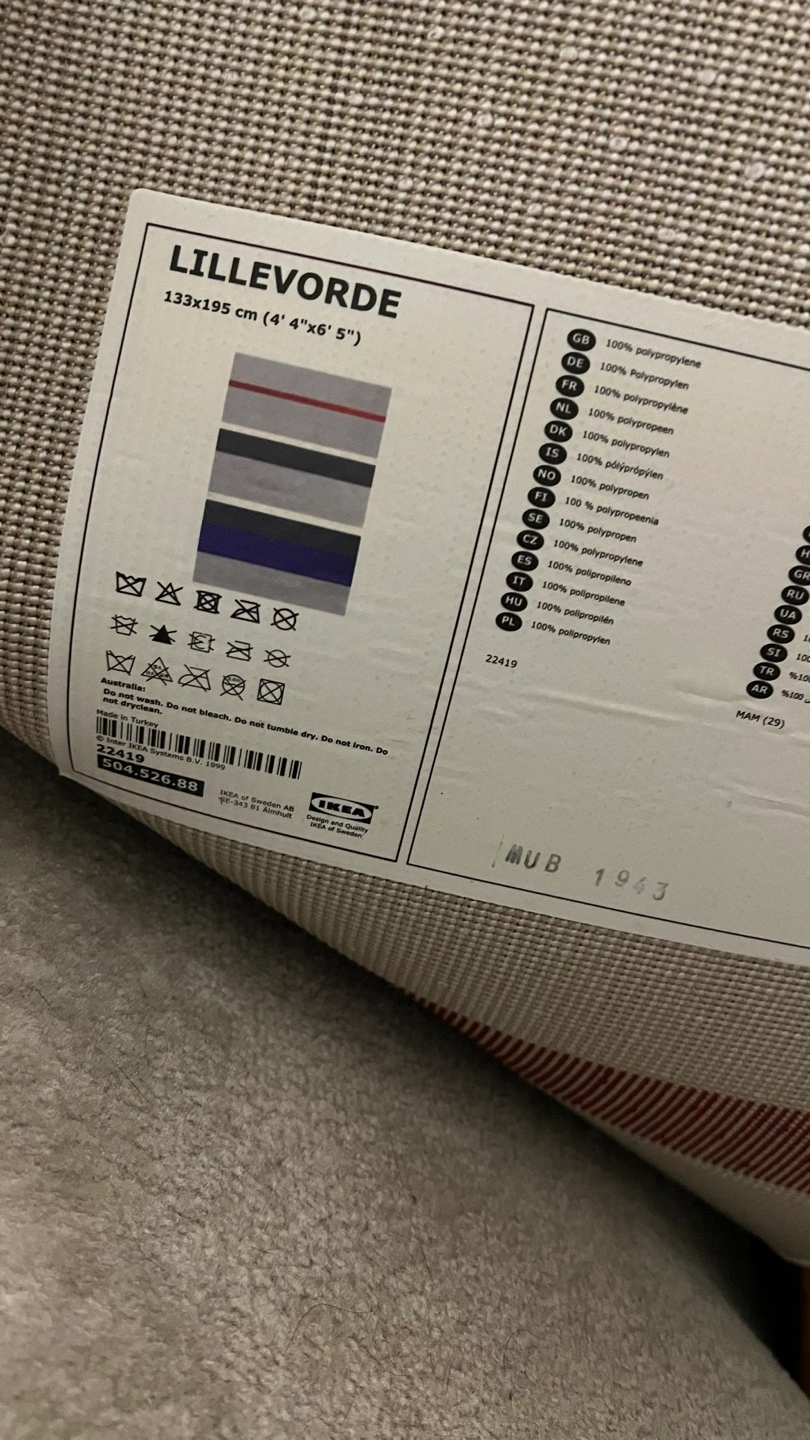 LILLEVORDE
133x195 cm (4' 4"x6' 5")
Australia:
Do not wash. Do not bleach. Do not tumble dry. Do not iron. Do
not dryclean.
Made in Turkey
© Inter IKEA Systems B.V. 1999
22419
504.526.88
IKEA of Sweden AB
SE-343 81 Älmhult
IKEA
Design and Quality
IKEA of Sweden
GB 100% polypropylene
DE 100% Polypropylen
FR 100% polypropylène
NL 100% polypropeen
DK 100% polypropylen
IS 100% pólýprópýlen
NO 100% polypropen
FI 100 % polypropeenia
SE 100% polypropen
CZ 100% polypropylene
ES 100% polipropileno
IT 100% polipropilene
HU 100% polipropilén
PL 100% polipropylen
22419
GR
RU
UA
RS
SI 100
TR %100
AR %100
MAM (29)
MUB 1943